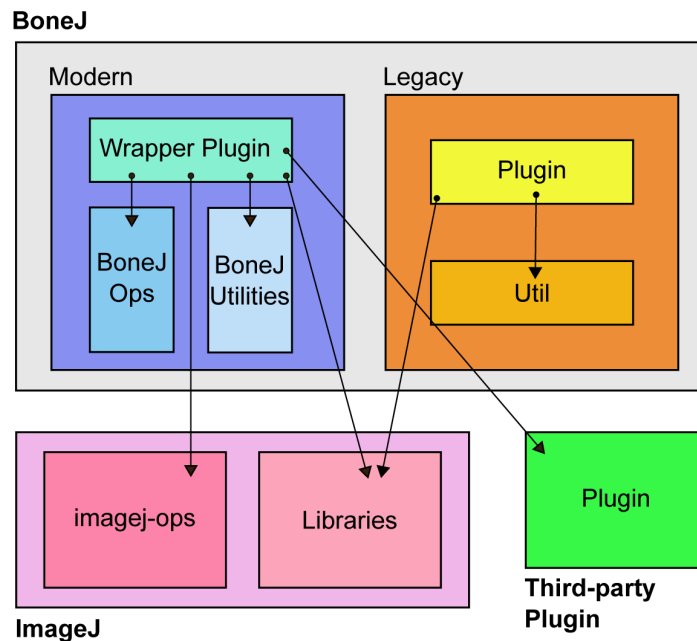 BoneJ
Modern
Legacy
Wrapper Plugin
Plugin
BoneJ
Ops
BoneJ
Utilities
Util
imagej-ops
Libraries
Plugin
ImageJ
Third-party
Plugin